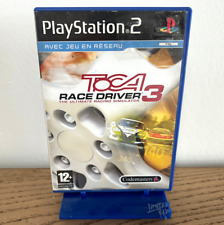 PlayStation 2
AVEC JEU EN RÉSEAU
TOCA
RACE DRIVER 3
THE ULTIMATE RACING SIMULATOR
12+
Codemasters